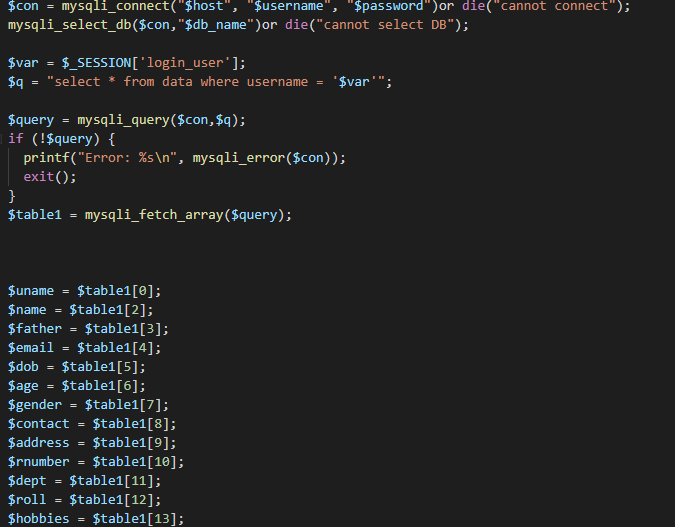 $con = mysqli_connect("$host", "$username", "$password")or die("cannot connect");
mysqli_select_db($con,"$db_name")or die("cannot select DB");
$var = $_SESSION['login_user'];
$q = "select * from data where username = '$var'";
$query = mysqli_query($con,$q);
if (!$query) {
printf("Error: %s\n", mysqli_error($con));
exit();
}
$table1 = mysqli_fetch_array($query);
$uname = $table1[0];
$name = $table1[2];
$father = $table1[3];
$email = $table1[4];
$dob = $table1[5];
$age = $table1[6];
$gender = $table1[7];
$contact = $table1[8];
$address = $table1[9];
$rnumber = $table1[10];
$dept = $table1[11];
$roll = $table1[12];
$hobbies = $table1[13];